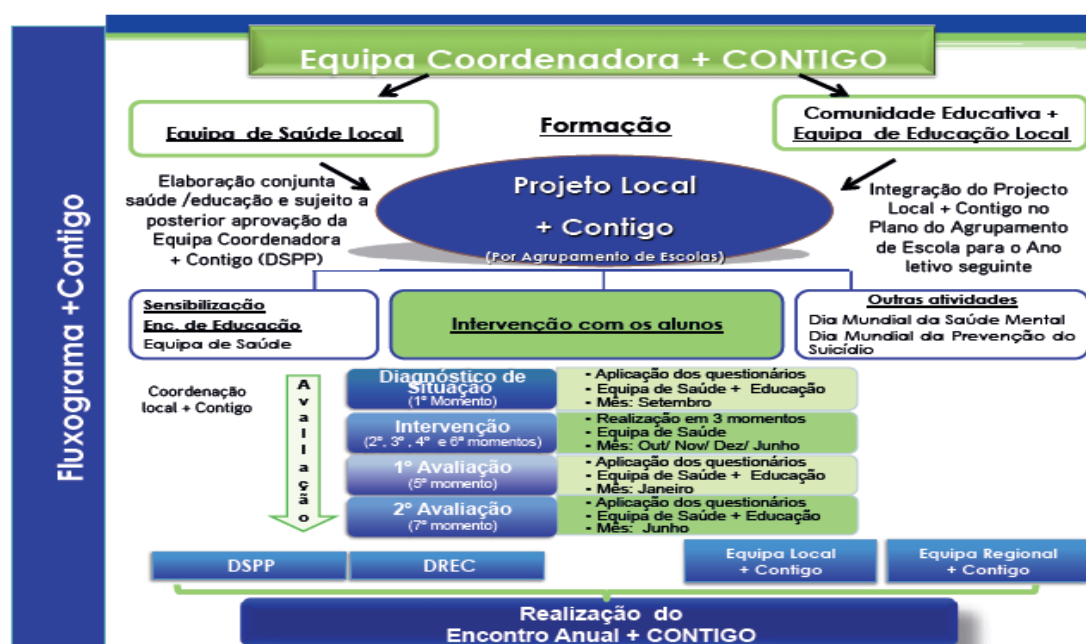 Fluxograma +Contigo
Equipa Coordenadora + CONTIGO
Equipa de Saúde Local
Formação
Comunidade Educativa +
Equipa de Educação Local
Elaboração conjunta
saúde /educação e sujeito a
posterior aprovação da
Equipa Coordenadora
+ Contigo (DSPP)
Projeto Local
+ Contigo
(Por Agrupamento de Escolas)
Integração do Projecto
Local + Contigo no
Plano do Agrupamento
de Escola para o Ano
letivo seguinte
Sensibilização
Enc. de Educação
Equipa de Saúde
Intervenção com os alunos
Outras atividades
Dia Mundial da Saúde Mental
Dia Mundial da Prevenção do
Suicídio
Coordenação
local + Contigo
A
v
a
l
i
a
ç
ão
Diagnóstico de
Situação
(1º Momento)
- Aplicação dos questionários
- Equipa de Saúde + Educação
- Mês: Setembro
Intervenção
(2º, 3º , 4º e 6º momentos)
- Realização em 3 momentos
- Equipa de Saúde
- Mês: Out/ Nov/ Dez/ Junho
1º Avaliação
(5º momento)
- Aplicação dos questionários
- Equipa de Saúde + Educação
- Mês: Janeiro
2º Avaliação
(7º momento)
- Aplicação dos questionários
- Equipa de Saúde + Educação
- Mês: Junho
DSPP
DREC
Equipa Local
+ Contigo
Equipa Regional
+ Contigo
Realização do
Encontro Anual + CONTIGO